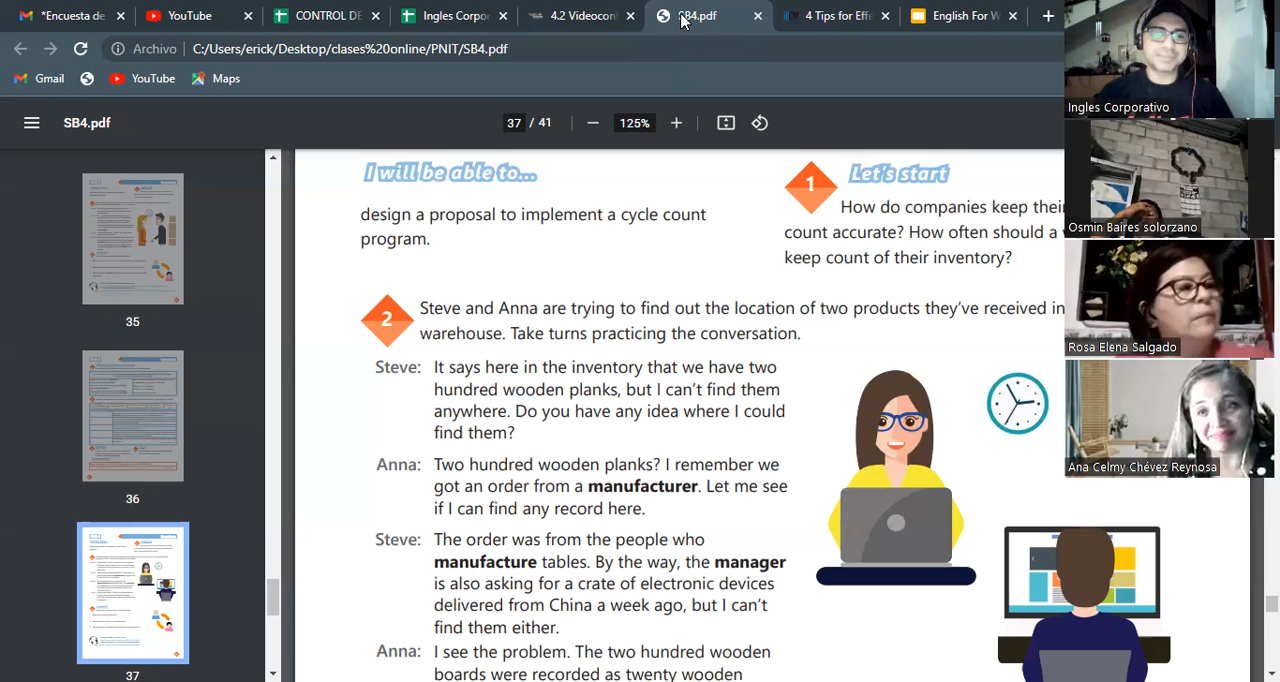 *Encuesta de
YouTube
CONTROL DE
Ingles Corpo
4.2 Videocon
SB4.pdf
4 Tips for Effe
English For W
Archivo
C:/Users/erick/Desktop/clases%20online/PNIT/SB4.pdf
Gmail
YouTube
Maps
SB4.pdf
37 / 41
125%
35
36
37
I will be able to...
design a proposal to implement a cycle count
program.
1
Let's start
How do companies keep their
count accurate? How often should a
keep count of their inventory?
2
Steve and Anna are trying to find out the location of two products they've received in
warehouse. Take turns practicing the conversation.
Steve: It says here in the inventory that we have two
hundred wooden planks, but I can't find them
anywhere. Do you have any idea where I could
find them?
Anna: Two hundred wooden planks? I remember we
got an order from a manufacturer. Let me see
if I can find any record here.
Steve: The order was from the people who
manufacture tables. By the way, the manager
is also asking for a crate of electronic devices
delivered from China a week ago, but I can't
find them either.
Anna: I see the problem. The two hundred wooden
boards were recorded as twenty wooden
Ingles Corporativo
Osmin Baires solorzano
Rosa Elena Salgado
Ana Celmy Chévez Reynosa